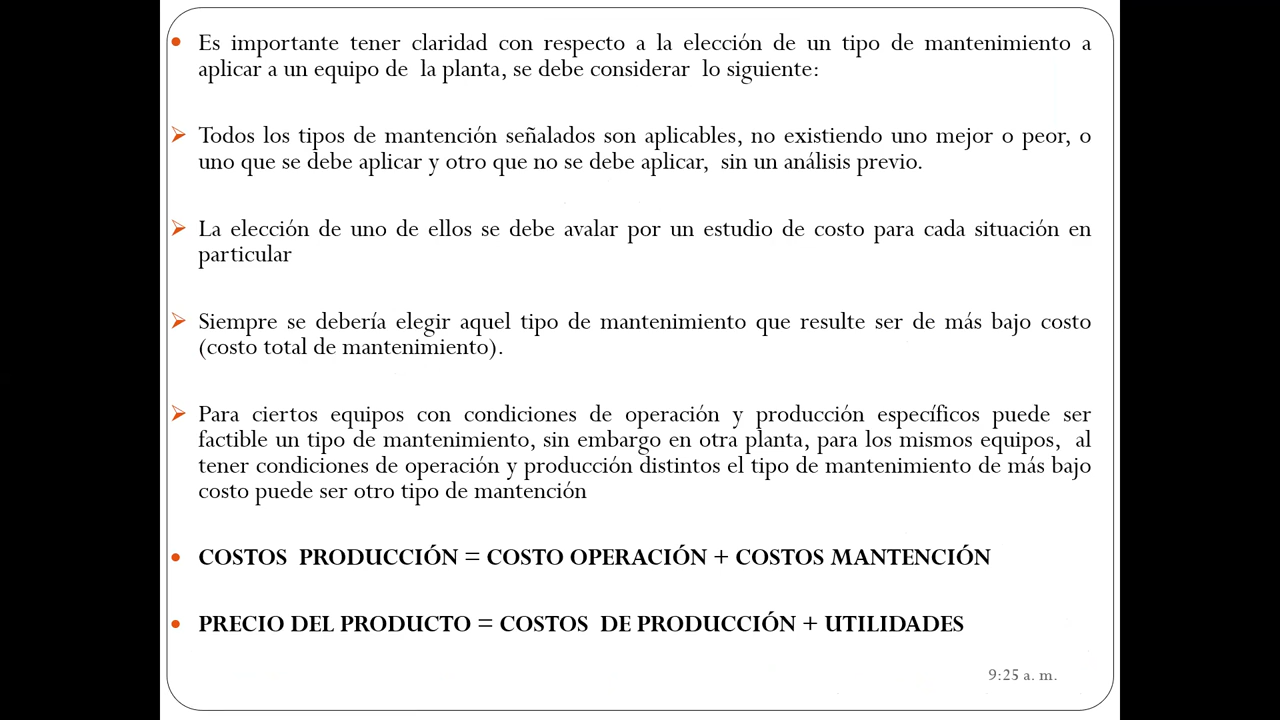 Es importante tener claridad con respecto a la elección de un tipo de mantenimiento a
aplicar a un equipo de la planta, se debe considerar lo siguiente:
Todos los tipos de mantención señalados son aplicables, no existiendo uno mejor o peor, o
uno que se debe aplicar y otro que no se debe aplicar, sin un análisis previo.
La elección de uno de ellos se debe avalar por un estudio de costo para cada situación en
particular
Siempre se debería elegir aquel tipo de mantenimiento que resulte ser de más bajo costo
(costo total de mantenimiento).
Para ciertos equipos con condiciones de operación y producción específicos puede ser
factible un tipo de mantenimiento, sin embargo en otra planta, para los mismos equipos, al
tener condiciones de operación y producción distintos el tipo de mantenimiento de más bajo
costo puede ser otro tipo de mantención
COSTOS PRODUCCIÓN = COSTO OPERACIÓN + COSTOS MANTENCIÓN
PRECIO DEL PRODUCTO = COSTOS DE PRODUCCIÓN + UTILIDADES
9:25 a. m.